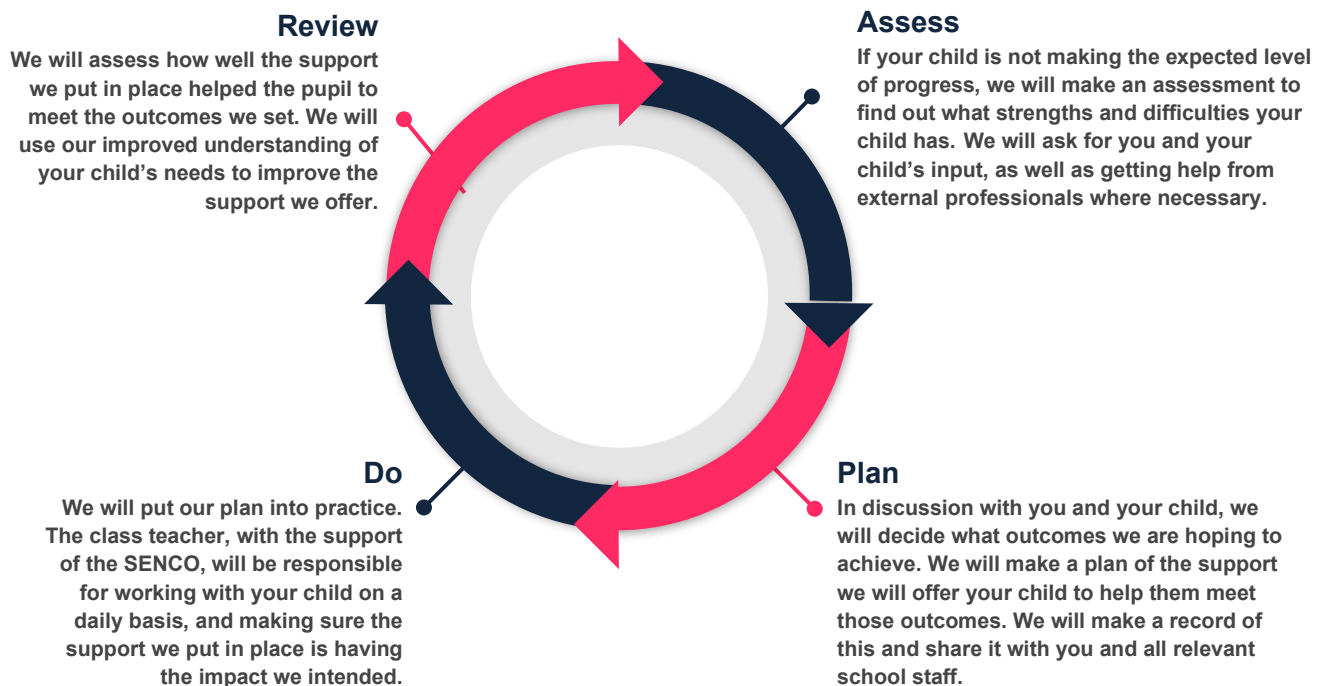 Review
We will assess how well the support
we put in place helped the pupil to
meet the outcomes we set. We will
use our improved understanding of
your child’s needs to improve the
support we offer.
Assess
If your child is not making the expected level
of progress, we will make an assessment to
find out what strengths and difficulties your
child has. We will ask for you and your
child’s input, as well as getting help from
external professionals where necessary.
Do
We will put our plan into practice.
The class teacher, with the support
of the SENCO, will be responsible
for working with your child on a
daily basis, and making sure the
support we put in place is having
the impact we intended.
Plan
In discussion with you and your child, we
will decide what outcomes we are hoping to
achieve. We will make a plan of the support
we will offer your child to help them meet
those outcomes. We will make a record of
this and share it with you and all relevant
school staff.